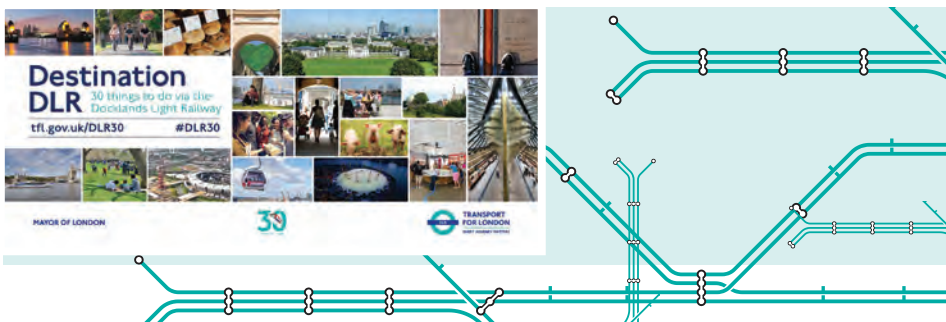 Destination
DLR 30 things to do via the
Docklands Light Railway
tfl.gov.uk/DLR30 #DLR30
MAYOR OF LONDON
30
TRANSPORT
FOR LONDON